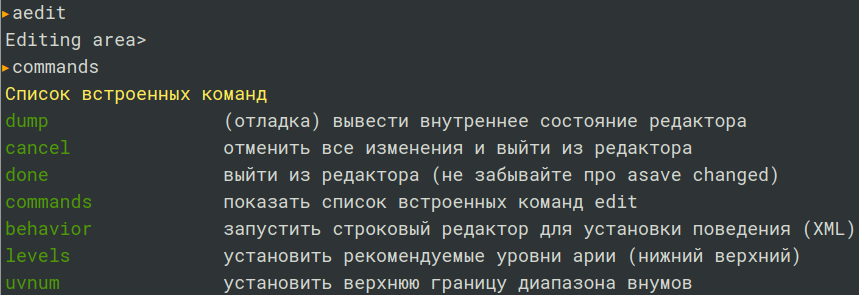 ▸aedit
Editing area>
▸commands
Список встроенных команд
dump (отладка) вывести внутреннее состояние редактора
cancel отменить все изменения и выйти из редактора
done выйти из редактора (не забывайте про asave changed)
commands показать список встроенных команд edit
behavior запустить строковый редактор для установки поведения (XML)
levels установить рекомендуемые уровни арии (нижний верхний)
uvnum установить верхнюю границу диапазона внумов